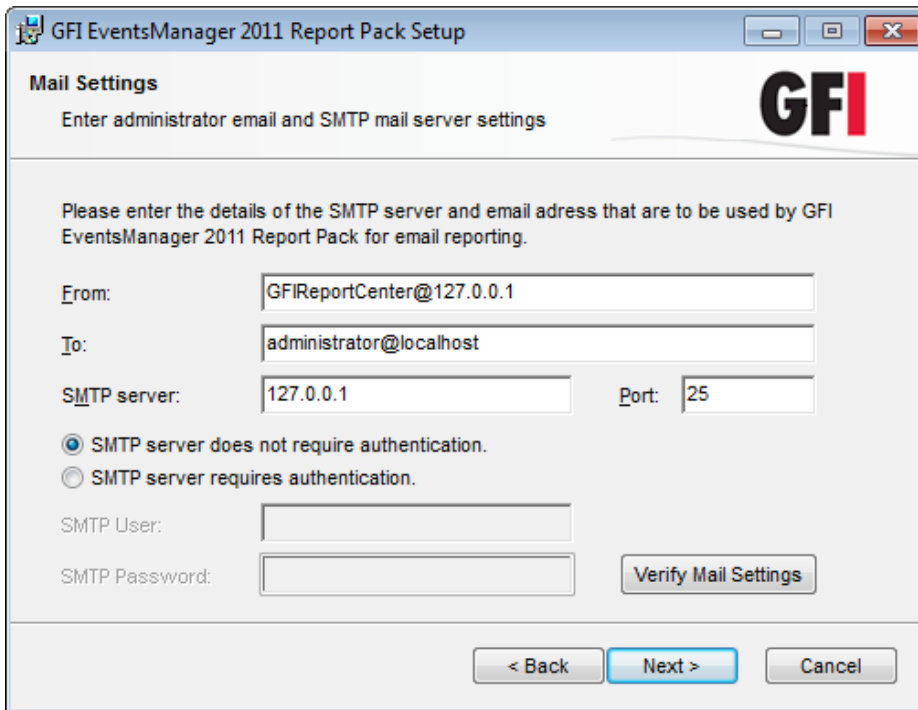 GFI EventsManager 2011 Report Pack Setup
Mail Settings
Enter administrator email and SMTP mail server settings
GFI
Please enter the details of the SMTP server and email adress that are to be used by GFI
EventsManager 2011 Report Pack for email reporting.
From: GFIReportCenter@127.0.0.1
To: administrator@localhost
SMTP server: 127.0.0.1 Port: 25
SMTP server does not require authentication.
SMTP server requires authentication.
SMTP User:
SMTP Password: Verify Mail Settings
< Back Next > Cancel